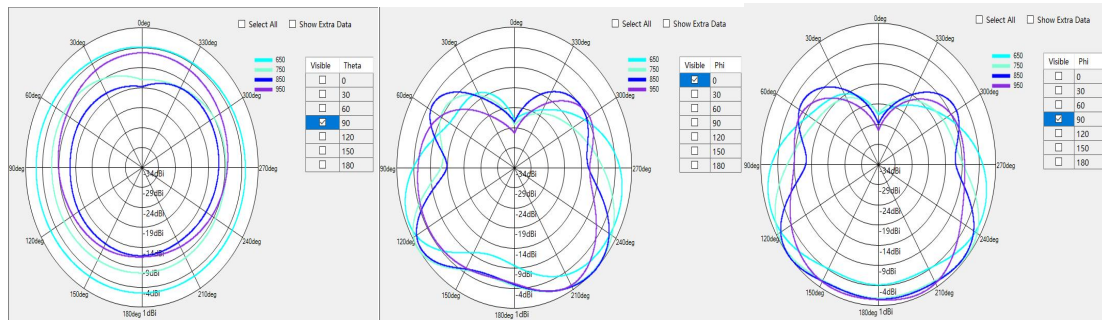 Select All Show Extra Data
0deg
30deg
330deg
60deg
300deg
90deg
270deg
120deg
240deg
150deg
210deg
180deg
650
750
850
950
Visible Theta
0
30
60
90
120
150
180
-34dBi
-29dBi
-24dBi
-19dBi
-14dBi
-9dBi
-4dBi
1dBi
Select All Show Extra Data
0deg
30deg
330deg
60deg
300deg
90deg
270deg
120deg
240deg
150deg
210deg
180deg
650
750
850
950
Visible Phi
0
30
60
90
120
150
180
-34dBi
-29dBi
-24dBi
-19dBi
-14dBi
-9dBi
-4dBi
1dBi
Select All Show Extra Data
0deg
30deg
330deg
60deg
300deg
90deg
270deg
120deg
240deg
150deg
210deg
180deg
650
750
850
950
Visible Phi
0
30
60
90
120
150
180
-34dBi
-29dBi
-24dBi
-19dBi
-14dBi
-9dBi
-4dBi
1dBi